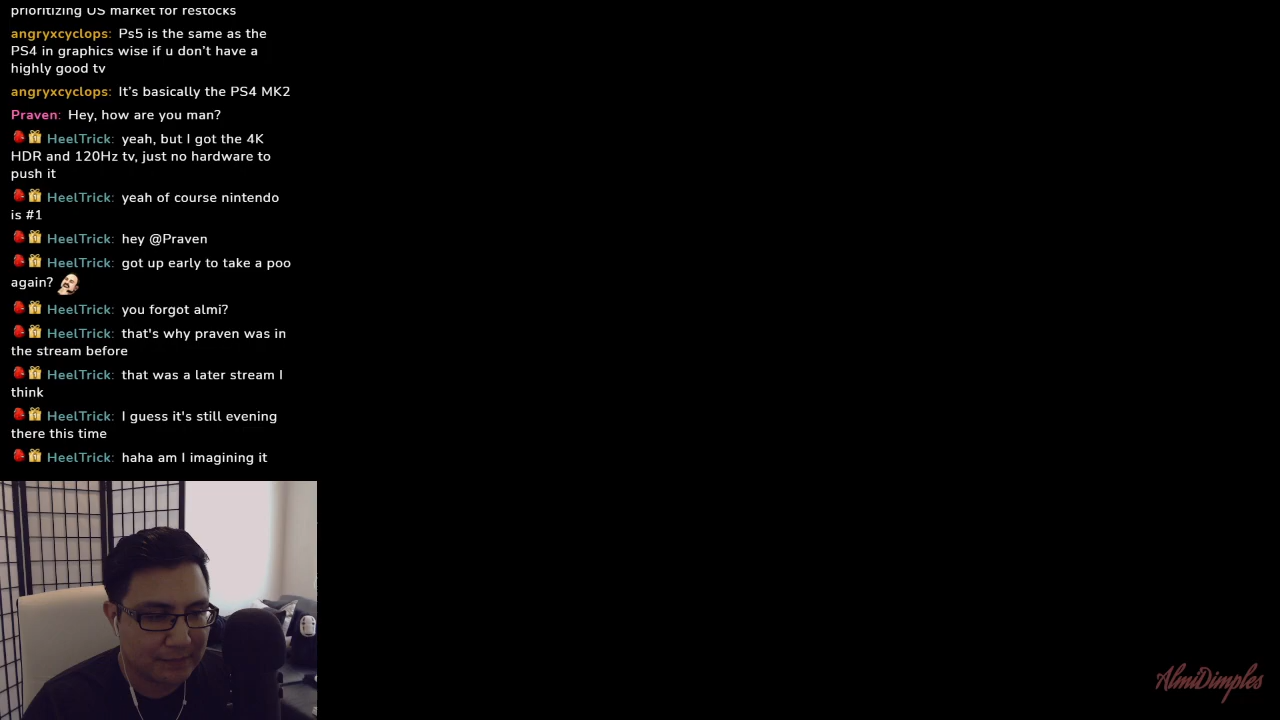 prioritizing US market for restocks
angryxcyclops: Ps5 is the same as the
PS4 in graphics wise if u don't have a
highly good tv
angryxcyclops: It's basically the PS4 MK2
Praven: Hey, how are you man?
HeelTrick: yeah, but I got the 4K
HDR and 120Hz tv, just no hardware to
push it
HeelTrick: yeah of course nintendo
is #1
HeelTrick: hey @Praven
HeelTrick: got up early to take a poo
again?
HeelTrick: you forgot almi?
HeelTrick: that's why praven was in
the stream before
HeelTrick: that was a later stream I
think
HeelTrick: I guess it's still evening
there this time
HeelTrick: haha am I imagining it
AlmiDimples